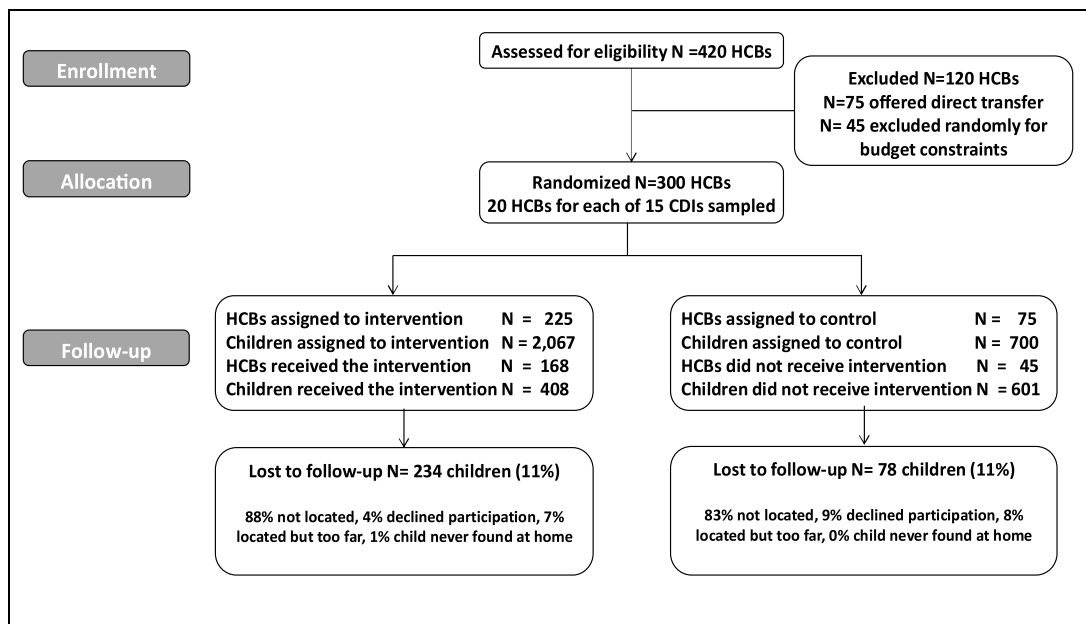 Enrollment
Assessed for eligibility N =420 HCBs
Excluded N=120 HCBs
N=75 offered direct transfer
N= 45 excluded randomly for
budget constraints
Allocation
Randomized N=300 HCBs
20 HCBs for each of 15 CDIs sampled
Follow-up
HCBs assigned to intervention N = 225
Children assigned to intervention N = 2,067
HCBs received the intervention N = 168
Children received the intervention N = 408
HCBs assigned to control N = 75
Children assigned to control N = 700
HCBs did not receive intervention N = 45
Children did not receive intervention N = 601
Lost to follow-up N= 234 children (11%)
88% not located, 4% declined participation, 7%
located but too far, 1% child never found at home
Lost to follow-up N= 78 children (11%)
83% not located, 9% declined participation, 8%
located but too far, 0% child never found at home